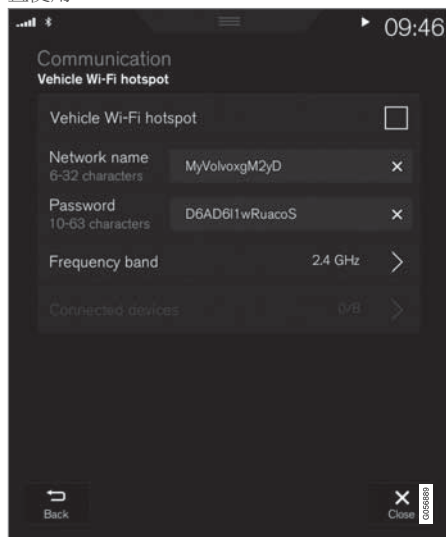 09:46
Communication
Vehicle Wi-Fi hotspot
Vehicle Wi-Fi hotspot
Network name
6-32 characters
MyVolvoxgM2yD
Password
10-63 characters
D6AD6I1wRuacoS
Frequency band
2.4 GHz
Connected devices
0/8
Back
Close
G056889